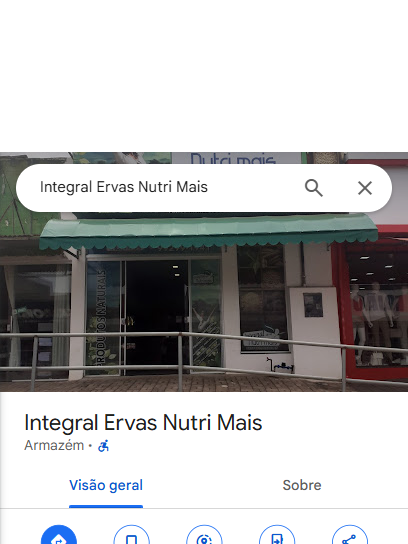 Nutri mais
Integral Ervas Nutri Mais
PRODUTOS NATURAIS
Integral Ervas Nutri Mais
Armazém •
Visão geral
Sobre